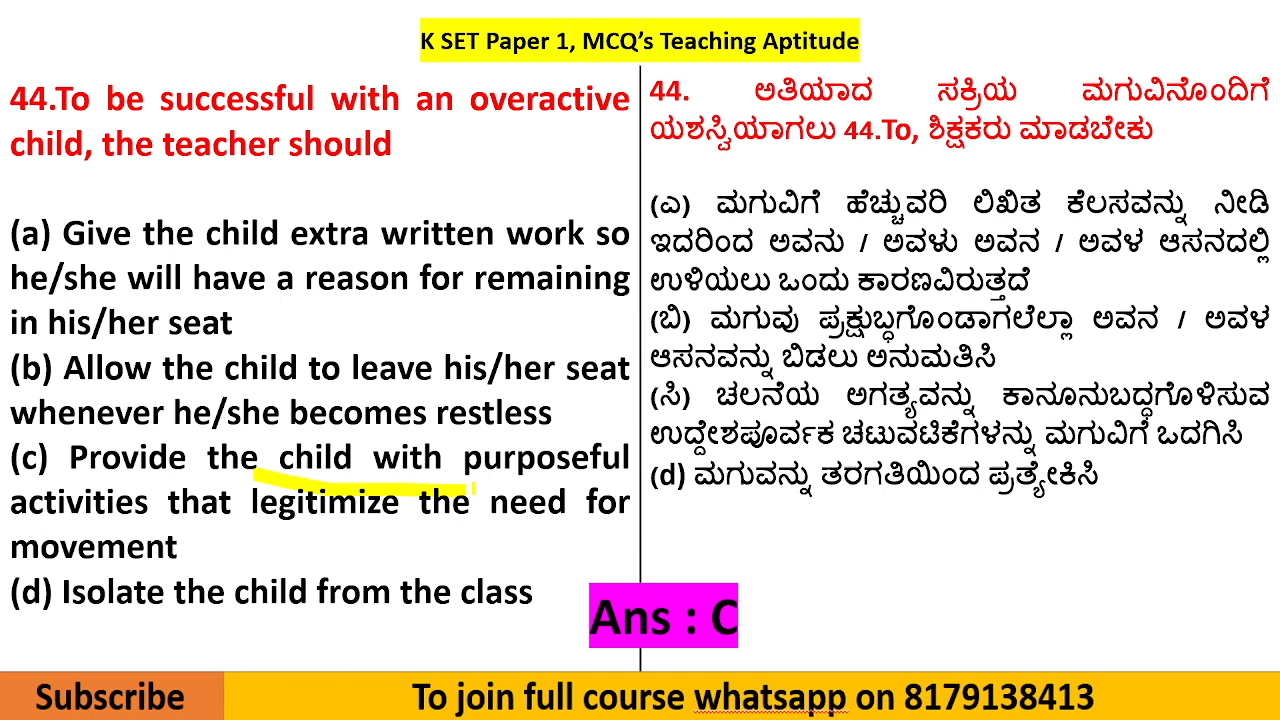 K SET Paper 1, MCQ’s Teaching Aptitude
44.To be successful with an overactive
child, the teacher should
(a) Give the child extra written work so
he/she will have a reason for remaining
in his/her seat
(b) Allow the child to leave his/her seat
whenever he/she becomes restless
(c) Provide the child with purposeful
activities that legitimize the need for
movement
(d) Isolate the child from the class
44. ಅತಿಯಾದ ಸಕ್ರಿಯ ಮಗುವಿನೊಂದಿಗೆ
ಯಶಸ್ವಿಯಾಗಲು 44.To, ಶಿಕ್ಷಕರು ಮಾಡಬೇಕು
(ಎ) ಮಗುವಿಗೆ ಹೆಚ್ಚುವರಿ ಲಿಖಿತ ಕೆಲಸವನ್ನು ನೀಡಿ
ಇದರಿಂದ ಅವನು / ಅವಳು ಅವನ / ಅವಳ ಆಸನದಲ್ಲಿ
ಉಳಿಯಲು ಒಂದು ಕಾರಣವಿರುತ್ತದೆ
(ಬಿ) ಮಗುವು ಪ್ರಕ್ಷುಬ್ಧಗೊಂಡಾಗಲೆಲ್ಲಾ ಅವನ / ಅವಳ
ಆಸನವನ್ನು ಬಿಡಲು ಅನುಮತಿಸಿ
(ಸಿ) ಚಲನೆಯ ಅಗತ್ಯವನ್ನು ಕಾನೂನುಬದ್ಧಗೊಳಿಸುವ
ಉದ್ದೇಶಪೂರ್ವಕ ಚಟುವಟಿಕೆಗಳನ್ನು ಮಗುವಿಗೆ ಒದಗಿಸಿ
(d) ಮಗುವನ್ನು ತರಗತಿಯಿಂದ ಪ್ರತ್ಯೇಕಿಸಿ
Ans : C
Subscribe
To join full course whatsapp on 8179138413